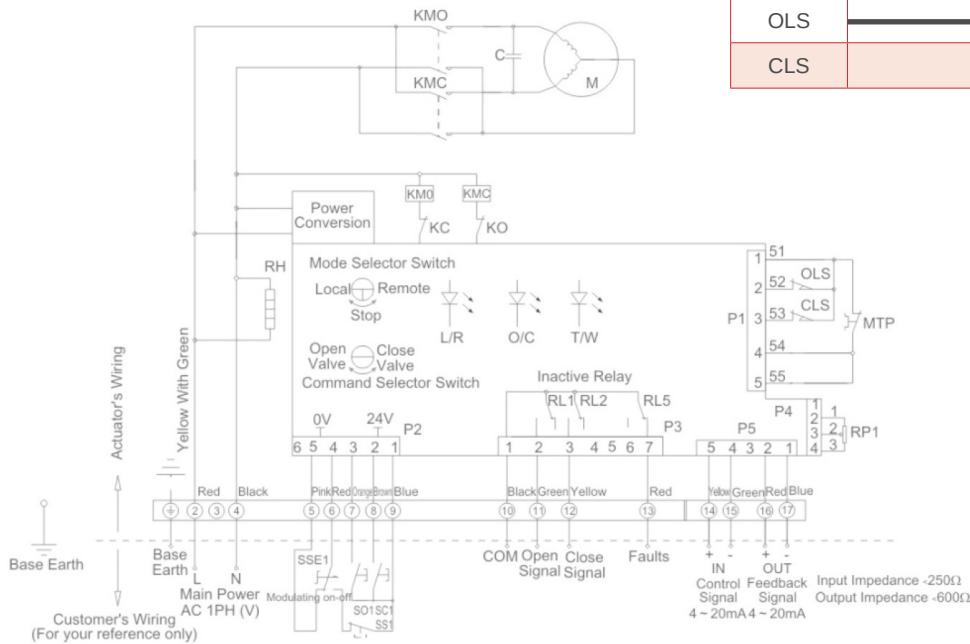 OLS
CLS
KMO
C
KMC
M
Power
Conversion
KM0
KMC
KC
KO
RH
Mode Selector Switch
Local Remote
Stop
L/R
O/C
T/W
Open
Valve
Close
Valve
Command Selector Switch
Inactive Relay
RL1 RL2 RL5
P1
1 51
2 52 OLS
3 53 CLS
MTP
4 54
5 55
P4
1
2
3
4
1
2
3
RP1
0V 24V
P2
6 5 4 3 2 1
P3
1 2 3 4 5 6 7
P5
5 4 3 2 1
Actuator's Wiring
Yellow With Green
Red Black
Pink Red Orange Brown Blue
Black Green Yellow Red
Yellow Green Red Blue
2 3 4 5 6 7 8 9 10 11 12 13 14 15 16 17
Base Earth
Base
Earth
L N
Main Power
AC 1PH (V)
SSE1
Modulating on-off
SO1 SC1
SS1
COM Open
Signal
Close
Signal
Faults
+ -
IN
Control
Signal
4 ~ 20mA
+ -
OUT
Feedback
Signal
4 ~ 20mA
Input Impedance <250Ω
Output Impedance <600Ω
Customer's Wiring
(For your reference only)